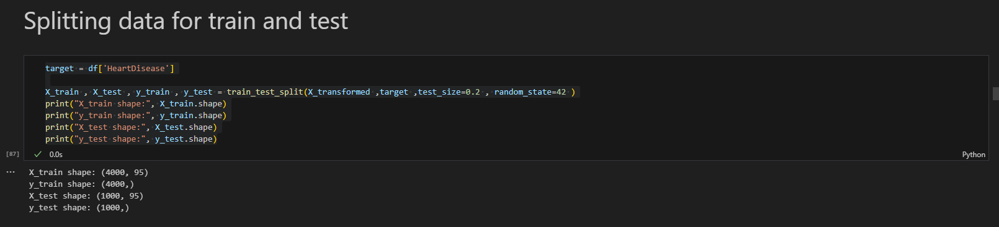 Splitting data for train and test
target = df['HeartDisease']
X_train , X_test , y_train , y_test = train_test_split(X_transformed ,target ,test_size=0.2 , random_state=42 )
print("X_train shape:", X_train.shape)
print("y_train shape:", y_train.shape)
print("X_test shape:", X_test.shape)
print("y_test shape:", y_test.shape)
[87] ✓ 0.0s Python
... X_train shape: (4000, 95)
y_train shape: (4000,)
X_test shape: (1000, 95)
y_test shape: (1000,)